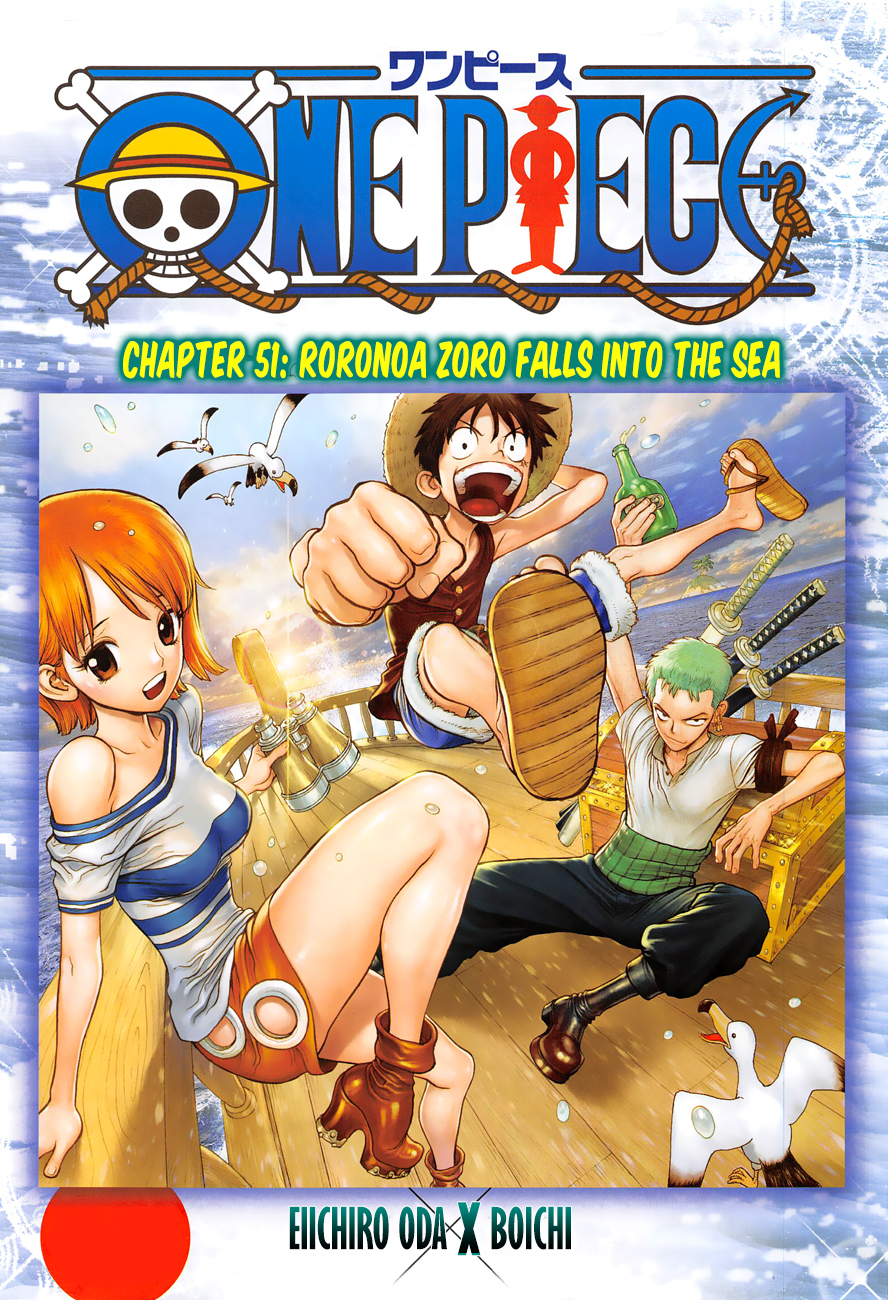 ワンピース
ONE PIECE
CHAPTER 51: RORONOA ZORO FALLS INTO THE SEA
EIICHIRO ODA X BOICHI